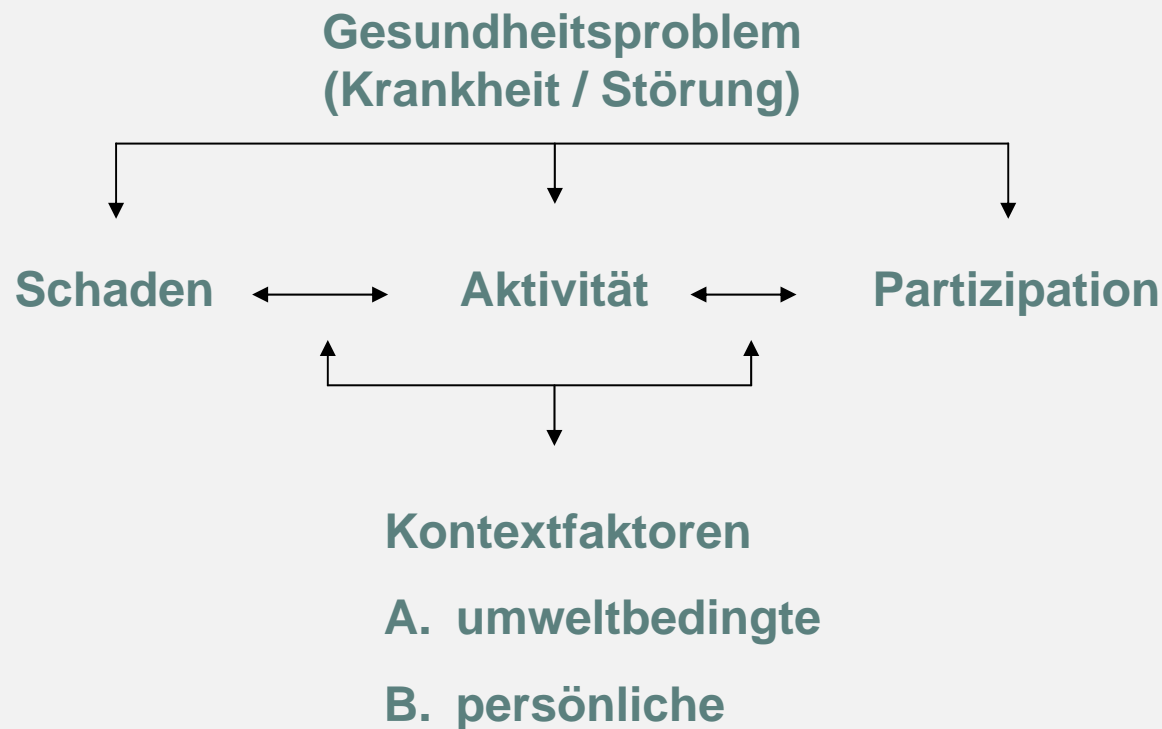 Gesundheitsproblem
(Krankheit / Störung)
Schaden
Aktivität
Partizipation
Kontextfaktoren
A. umweltbedingte
B. persönliche